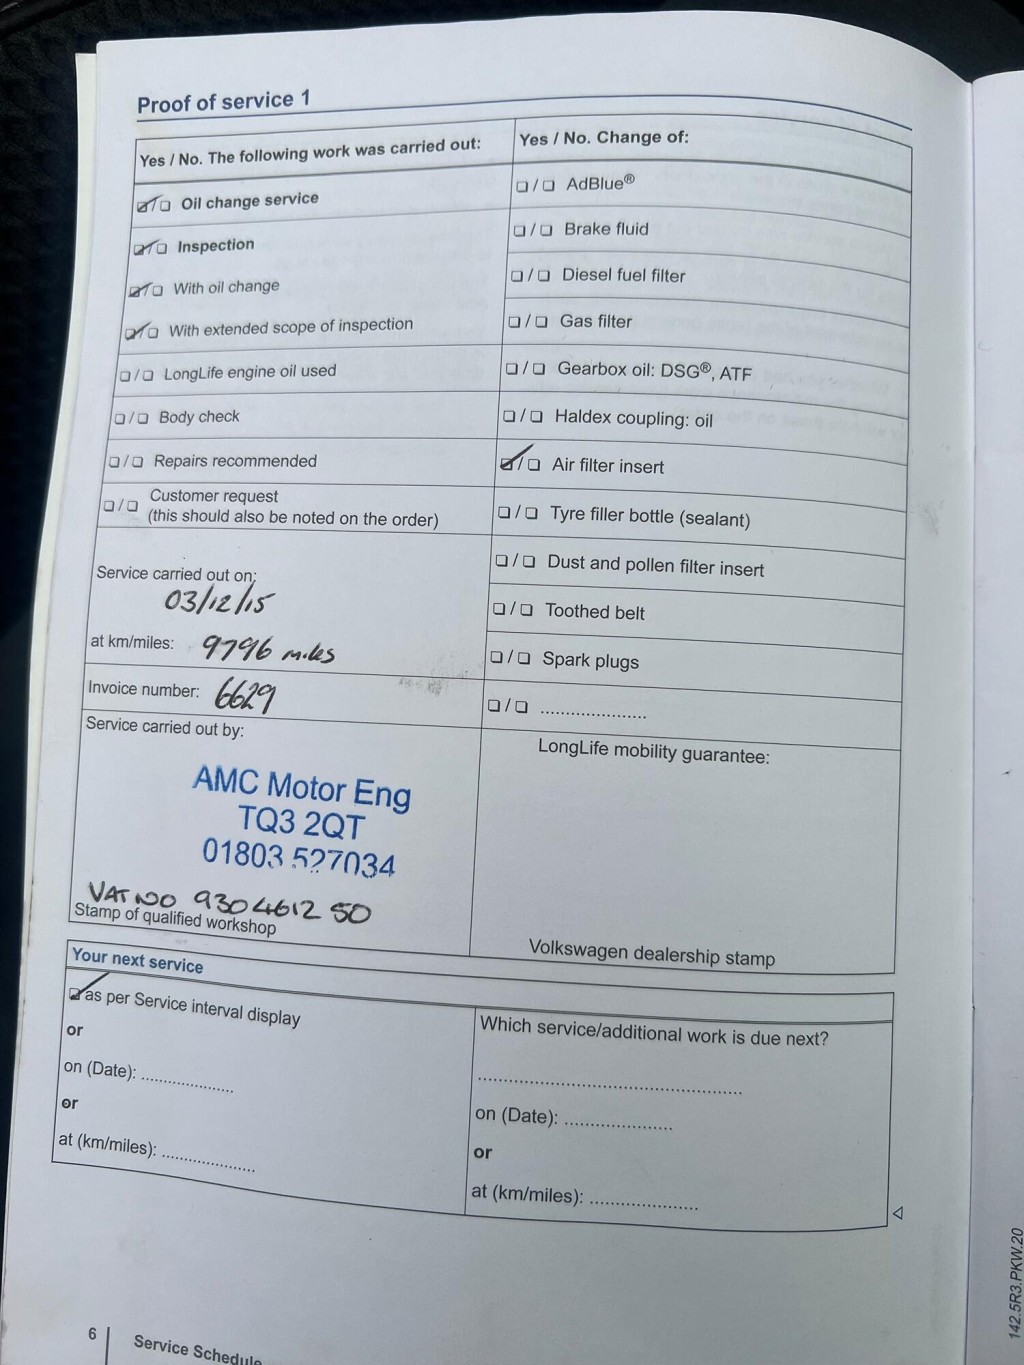 Proof of service 1
Yes / No. The following work was carried out:
☑/☐ Oil change service
☑/☐ Inspection
☑/☐ With oil change
☑/☐ With extended scope of inspection
☐/☐ LongLife engine oil used
☐/☐ Body check
☐/☐ Repairs recommended
☐/☐ Customer request
(this should also be noted on the order)
Service carried out on:
03/12/15
at km/miles: 9796 miles
Invoice number: 6629
Service carried out by:
AMC Motor Eng
TQ3 2QT
01803 527034
VAT NO 930 4612 50
Stamp of qualified workshop
Yes / No. Change of:
☐/☐ AdBlue®
☐/☐ Brake fluid
☐/☐ Diesel fuel filter
☐/☐ Gas filter
☐/☐ Gearbox oil: DSG®, ATF
☐/☐ Haldex coupling: oil
☑/☐ Air filter insert
☐/☐ Tyre filler bottle (sealant)
☐/☐ Dust and pollen filter insert
☐/☐ Toothed belt
☐/☐ Spark plugs
☐/☐ ......................
LongLife mobility guarantee:
Volkswagen dealership stamp
Your next service
☑ as per Service interval display
or
on (Date): ...................
or
at (km/miles): ...................
Which service/additional work is due next?
......................................................
on (Date): ......................
or
at (km/miles): ......................
6
Service Schedule
142.5R3.PKW.20